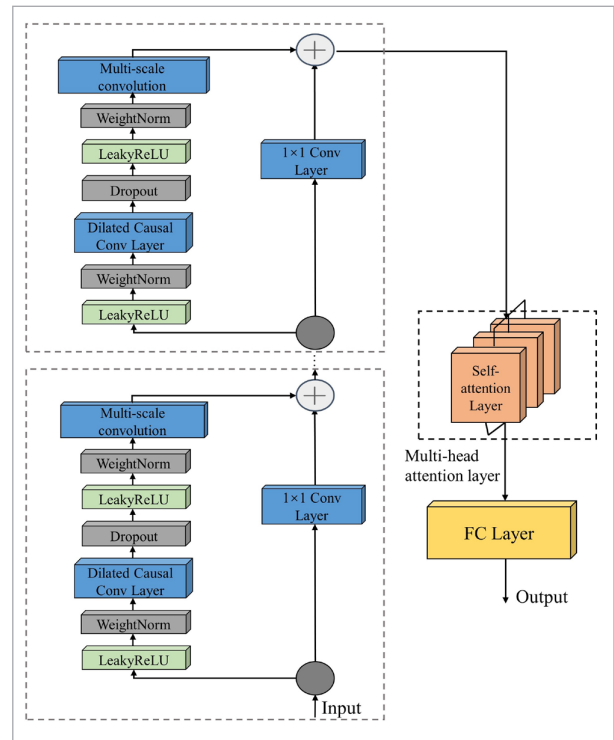 Multi-scale
convolution
WeightNorm
LeakyReLU
Dropout
Dilated Causal
Conv Layer
WeightNorm
LeakyReLU
1×1 Conv
Layer
Multi-scale
convolution
WeightNorm
LeakyReLU
Dropout
Dilated Causal
Conv Layer
WeightNorm
LeakyReLU
1×1 Conv
Layer
Input
Self-
attention
Layer
Multi-head
attention layer
FC Layer
Output